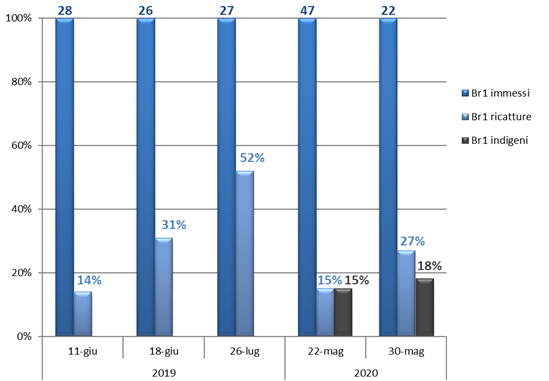 28 26 27 47 22
100%
80%
60%
40%
20%
0%
14% 31% 52% 15% 15% 27% 18%
11-giu 18-giu 26-lug 22-mag 30-mag
2019 2020
Br1 immessi
Br1 ricatture
Br1 indigeni